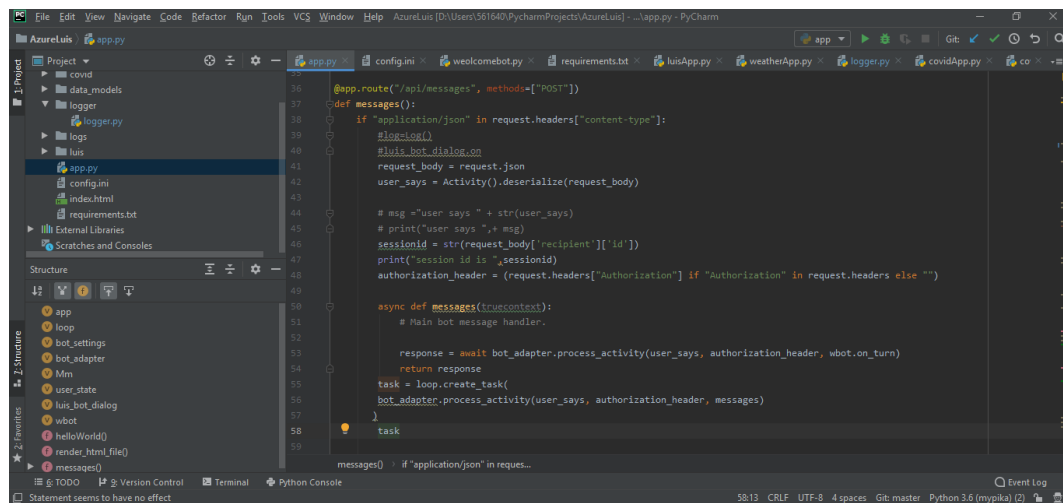 File Edit View Navigate Code Refactor Run Tools VCS Window Help AzureLuis [D:\Users\561640\PycharmProjects\AzureLuis] - ...\app.py - PyCharm
AzureLuis app.py app Git:
Project app.py config.ini weolcomebot.py requirements.txt luisApp.py weatherApp.py logger.py covidApp.py co
1: Project
covid
data_models
logger
logger.py
logs
luis
app.py
config.ini
index.html
requirements.txt
External Libraries
Scratches and Consoles
Structure
app
loop
bot_settings
bot_adapter
Mm
user_state
luis_bot_dialog
wbot
helloWorld()
render_html_file()
messages()
7: Structure
2: Favorites
35
36 @app.route("/api/messages", methods=["POST"])
37 def messages():
38 if "application/json" in request.headers["content-type"]:
39 #log=Log()
40 #luis_bot_dialog.on
41 request_body = request.json
42 user_says = Activity().deserialize(request_body)
43
44 # msg ="user says " + str(user_says)
45 # print("user says ",+ msg)
46 sessionid = str(request_body['recipient']['id'])
47 print("session id is ",sessionid)
48 authorization_header = (request.headers["Authorization"] if "Authorization" in request.headers else "")
49
50 async def messages(truecontext):
51 # Main bot message handler.
52
53 response = await bot_adapter.process_activity(user_says, authorization_header, wbot.on_turn)
54 return response
55 task = loop.create_task(
56 bot_adapter.process_activity(user_says, authorization_header, messages)
57 )
58 task
59
messages() if "application/json" in reques...
6: TODO 9: Version Control Terminal Python Console Event Log
Statement seems to have no effect 58:13 CRLF UTF-8 4 spaces Git: master Python 3.6 (mypika) (2)